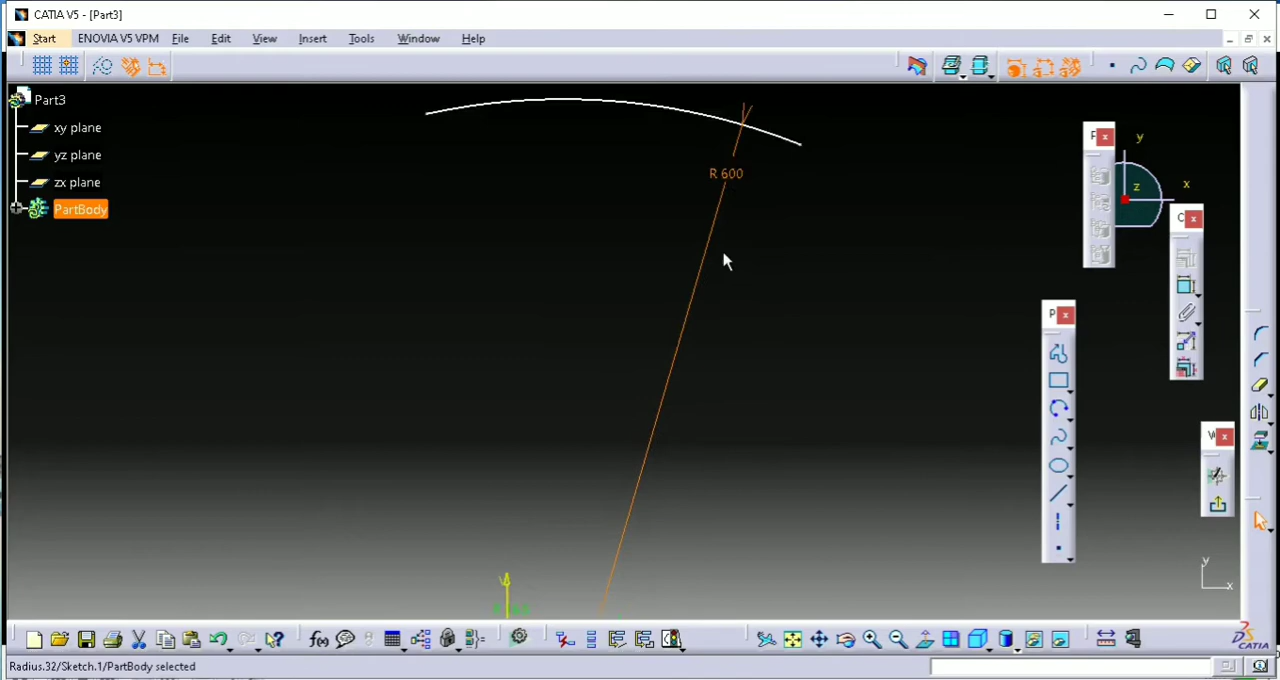 CATIA V5 - [Part3]
Start ENOVIA V5 VPM File Edit View Insert Tools Window Help
Part3
xy plane
yz plane
zx plane
PartBody
R 600
y
x
z
P
C
P
V
y
x
f(x)
CATIA
Radius.32/Sketch.1/PartBody selected